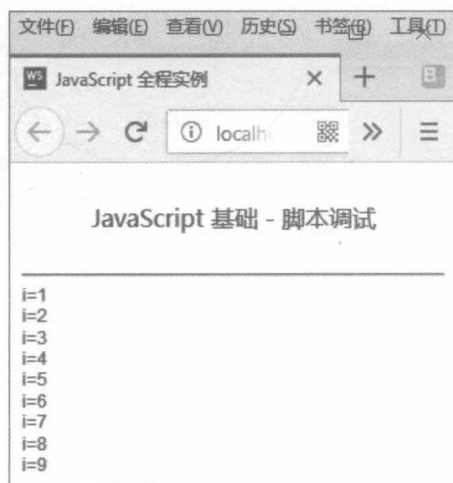 文件(F) 编辑(E) 查看(V) 历史(S) 书签(B) 工具(T)
WS JavaScript 全程实例
localh
JavaScript 基础 - 脚本调试
i=1
i=2
i=3
i=4
i=5
i=6
i=7
i=8
i=9